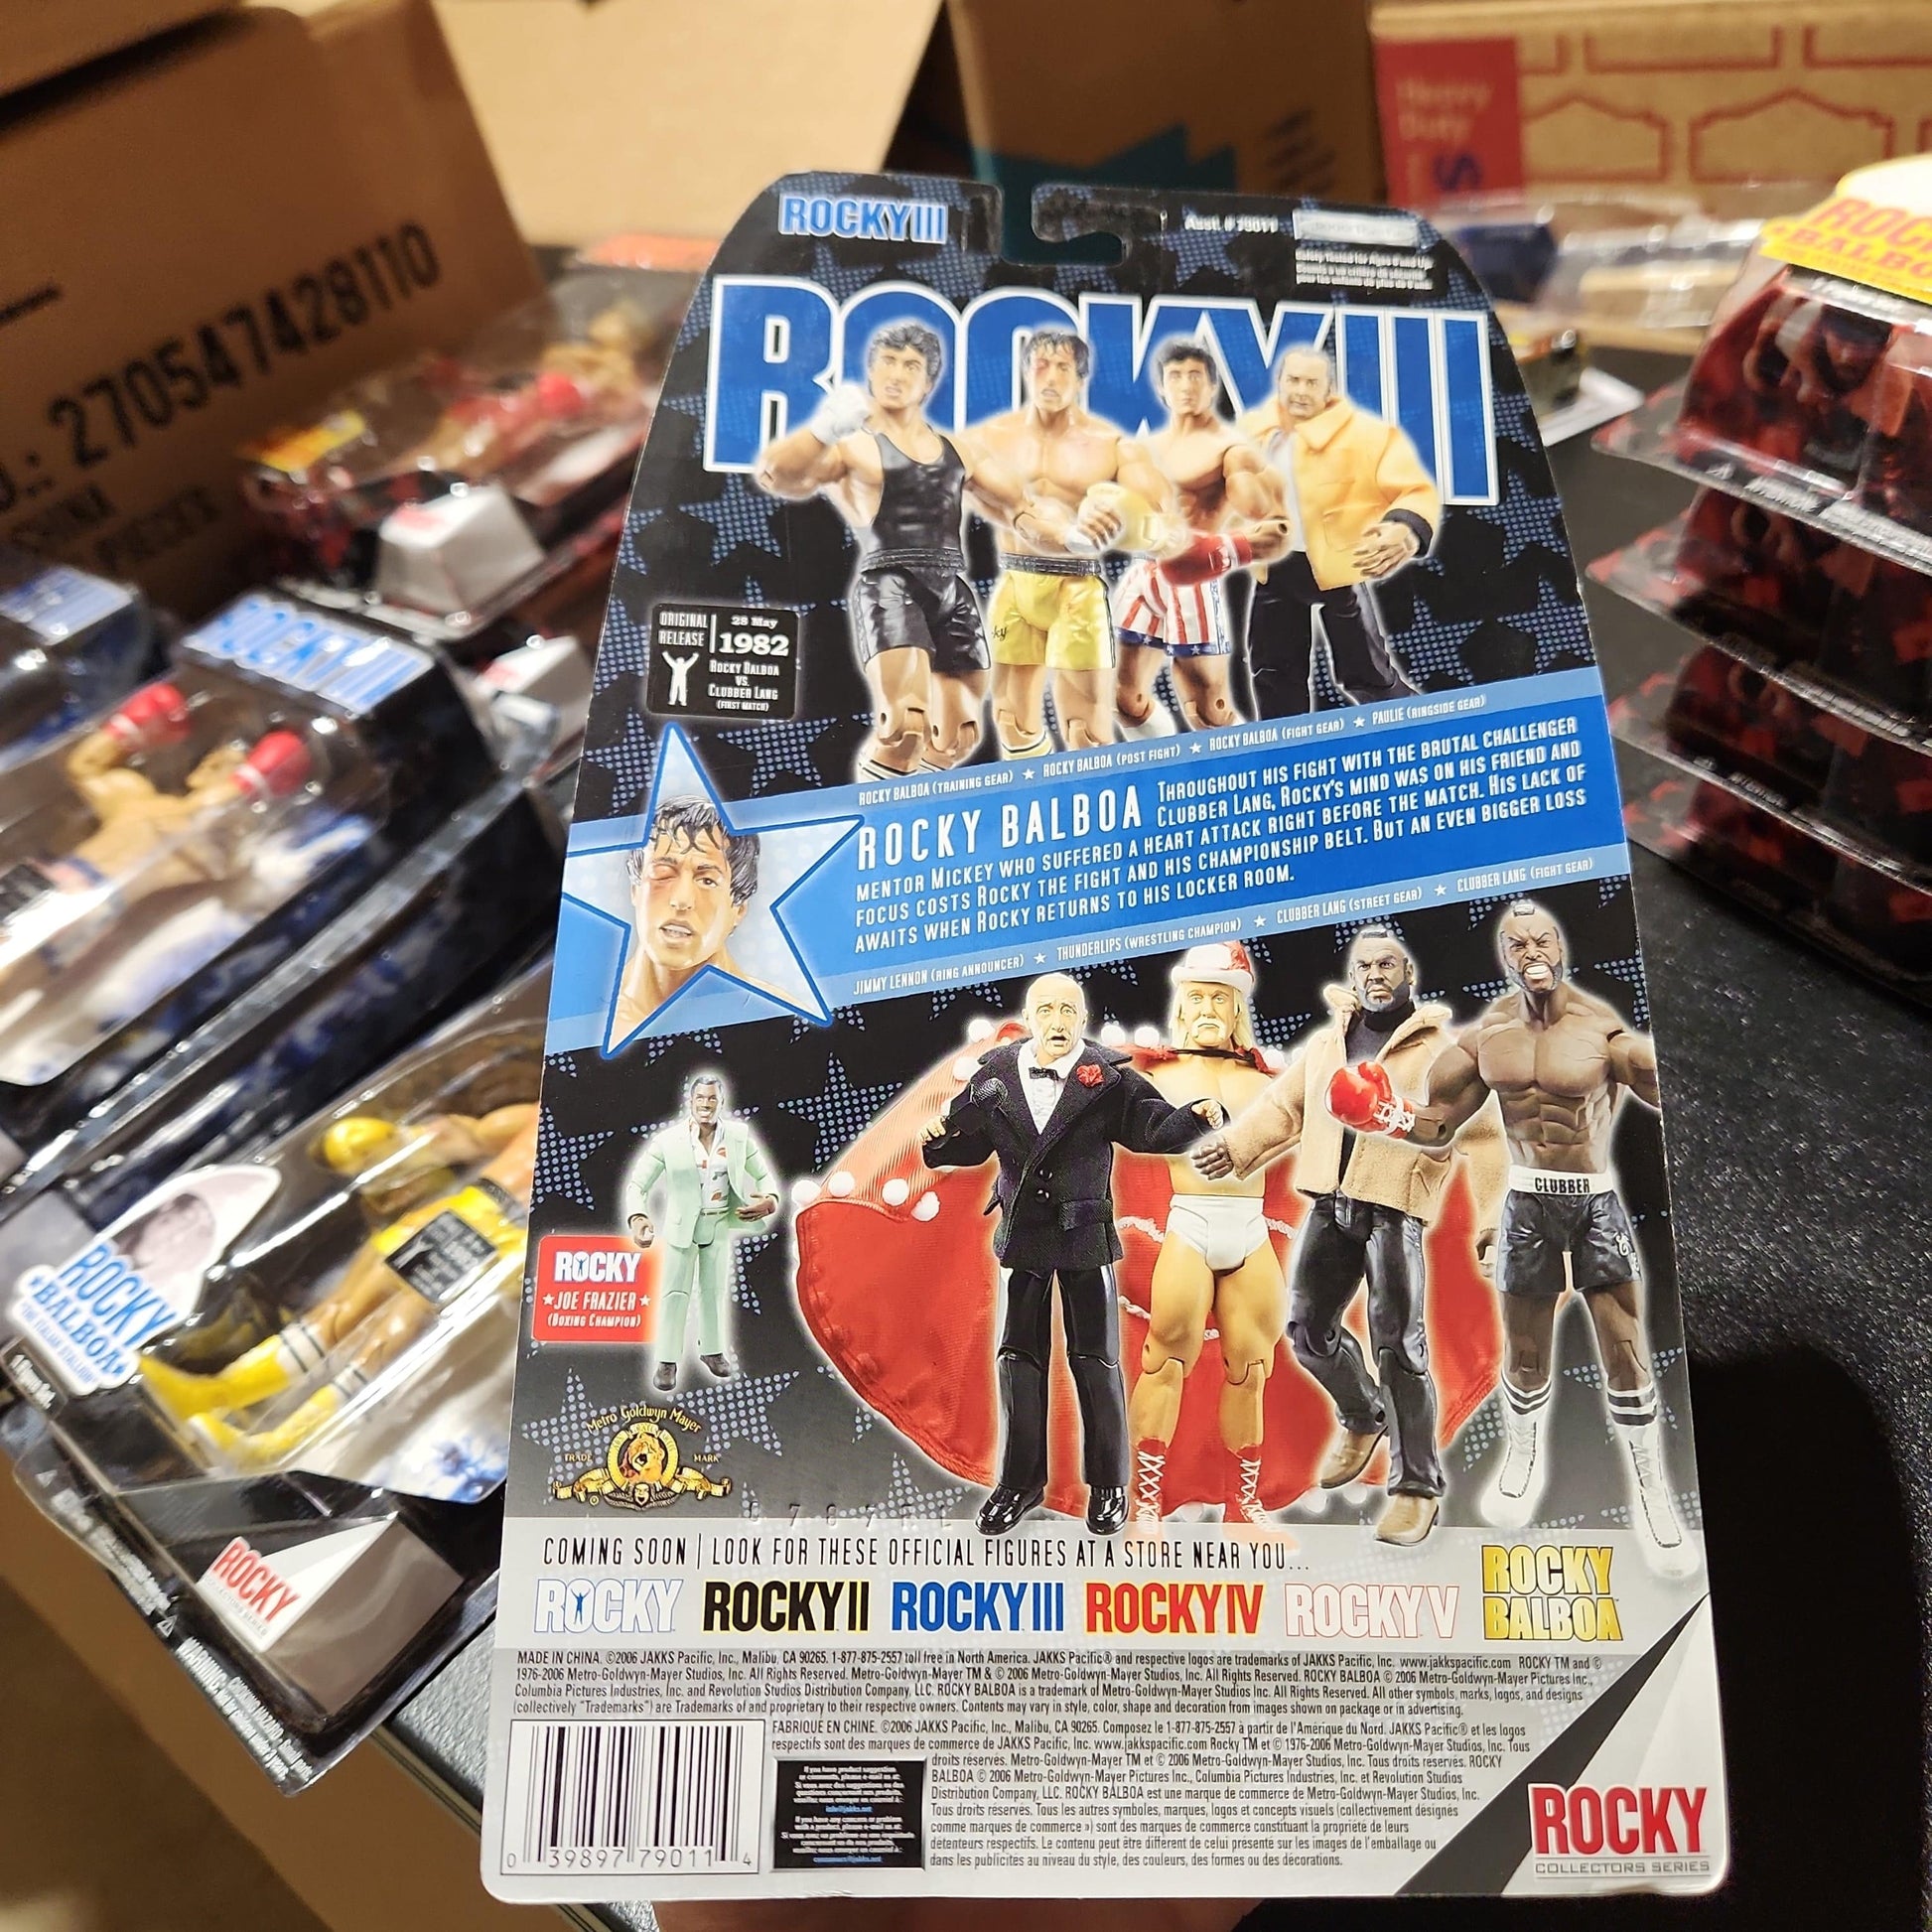 ROCKY III
Asst. # 79011
ROCKY III
ORIGINAL RELEASE
28 May
1982
ROCKY BALBOA
VS.
CLUBBER LANG
(FIRST MATCH)
ROCKY BALBOA (TRAINING GEAR) ★ ROCKY BALBOA (POST FIGHT) ★ ROCKY BALBOA (FIGHT GEAR) ★ PAULIE (RINGSIDE GEAR)
ROCKY BALBOA
THROUGHOUT HIS FIGHT WITH THE BRUTAL CHALLENGER
CLUBBER LANG, ROCKY'S MIND WAS ON HIS FRIEND AND
MENTOR MICKEY WHO SUFFERED A HEART ATTACK RIGHT BEFORE THE MATCH. HIS LACK OF
FOCUS COSTS ROCKY THE FIGHT AND HIS CHAMPIONSHIP BELT. BUT AN EVEN BIGGER LOSS
AWAITS WHEN ROCKY RETURNS TO HIS LOCKER ROOM.
JIMMY LENNON (RING ANNOUNCER) ★ THUNDERLIPS (WRESTLING CHAMPION) ★ CLUBBER LANG (STREET GEAR) ★ CLUBBER LANG (FIGHT GEAR)
CLUBBER
ROCKY
★JOE FRAZIER★
(BOXING CHAMPION)
Metro Goldwyn Mayer
TRADE MARK
COMING SOON | LOOK FOR THESE OFFICIAL FIGURES AT A STORE NEAR YOU...
ROCKY ROCKY II ROCKY III ROCKY IV ROCKY V ROCKY BALBOA
MADE IN CHINA. ©2006 JAKKS Pacific, Inc., Malibu, CA 90265. 1-877-875-2557 toll free in North America. JAKKS Pacific® and respective logos are trademarks of JAKKS Pacific, Inc. www.jakkspacific.com ROCKY TM and ©
1976-2006 Metro-Goldwyn-Mayer Studios, Inc. All Rights Reserved. Metro-Goldwyn-Mayer TM & © 2006 Metro-Goldwyn-Mayer Studios, Inc. All Rights Reserved. ROCKY BALBOA © 2006 Metro-Goldwyn-Mayer Pictures Inc.,
Columbia Pictures Industries, Inc. and Revolution Studios Distribution Company, LLC. ROCKY BALBOA is a trademark of Metro-Goldwyn-Mayer Studios Inc. All Rights Reserved. All other symbols, marks, logos, and designs
(collectively "Trademarks") are Trademarks of and proprietary to their respective owners. Contents may vary in style, color, shape and decoration from images shown on package or in advertising.
FABRIQUE EN CHINE. ©2006 JAKKS Pacific, Inc., Malibu, CA 90265. Composez le 1-877-875-2557 à partir de l'Amérique du Nord. JAKKS Pacific® et les logos
respectifs sont des marques de commerce de JAKKS Pacific, Inc. www.jakkspacific.com Rocky TM et © 1976-2006 Metro-Goldwyn-Mayer Studios, Inc. Tous
droits réservés. Metro-Goldwyn-Mayer TM et © 2006 Metro-Goldwyn-Mayer Studios, Inc. Tous droits réservés. ROCKY
BALBOA © 2006 Metro-Goldwyn-Mayer Pictures Inc., Columbia Pictures Industries, Inc. et Revolution Studios
Distribution Company, LLC. ROCKY BALBOA est une marque de commerce de Metro-Goldwyn-Mayer Studios, Inc.
Tous droits réservés. Tous les autres symboles, marques, logos et concepts visuels (collectivement désignés
comme marques de commerce ») sont des marques de commerce constituant la propriété de leurs
détenteurs respectifs. Le contenu peut être différent de celui présenté sur les images de l'emballage ou
dans les publicités au niveau du style, des couleurs, des formes ou des décorations.
0 39897 79011 4
ROCKY
COLLECTORS SERIES
270547428110
CHINA
PIECES
Heavy
Duty
ROCKY III
ROCKY
BALBOA
ROCKY
ROCKY
BALBOA